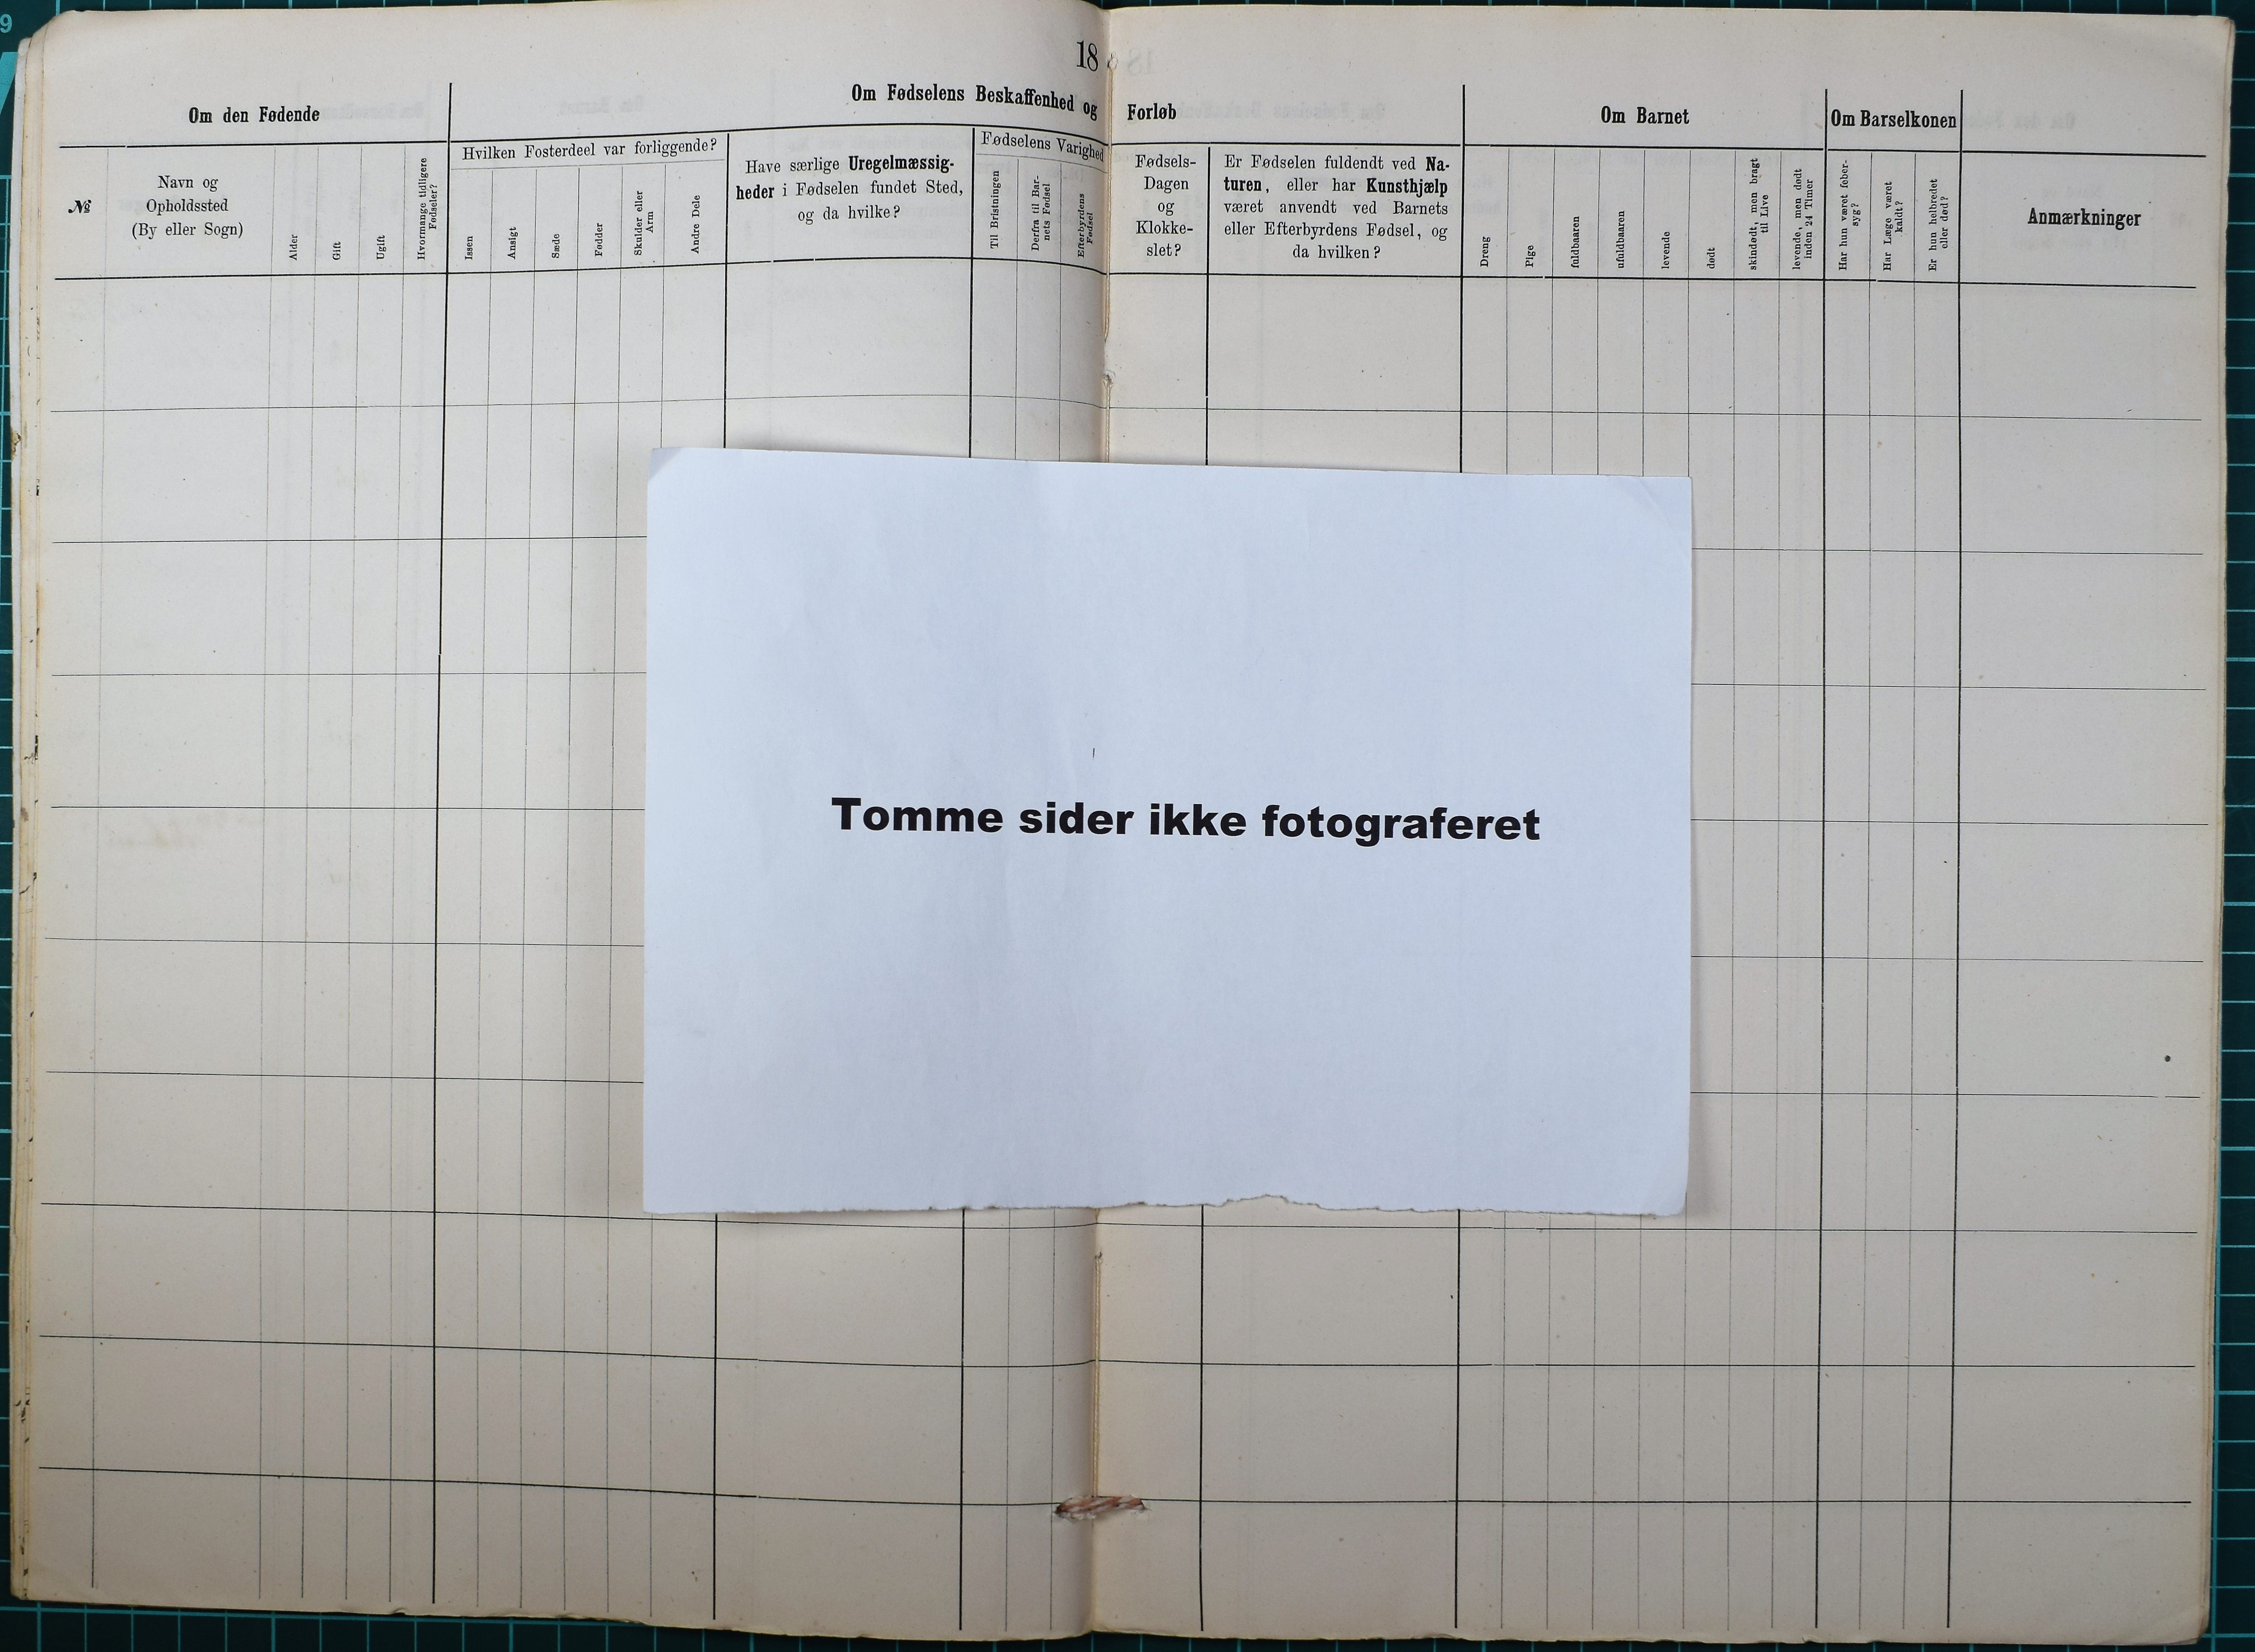 18
Om den Fødende
Om Fødselens Beskaffenhed og Forløb
Om Barnet
Om Barselkonen
№
Navn og
Opholdssted
(By eller Sogn)
Alder
Gift
Ugift
Hvormange tidligere
Fødseler?
Hvilken Fosterdeel var forliggende?
Issen
Ansigt
Sæde
Fødder
Skulder eller
Arm
Andre Dele
Have særlige Uregelmæssig-
heder i Fødselen fundet Sted,
og da hvilke?
Fødselens Varighed
Til Bristningen
Derfra til Bar-
nets Fødsel
Efterbyrdens
Fødsel
Fødsels-
Dagen
og
Klokke-
slet?
Er Fødselen fuldendt ved Na-
turen, eller har Kunsthjælp
været anvendt ved Barnets
eller Efterbyrdens Fødsel, og
da hvilken?
Dreng
Pige
fuldbaaren
ufuldbaaren
levende
dødt
skindødt, men bragt
til Live
levende, men dødt
inden 24 Timer
Har hun været feber-
syg?
Har Læge været
kaldt?
Er hun helbredet
eller død?
Anmærkninger
Tomme sider ikke fotograferet